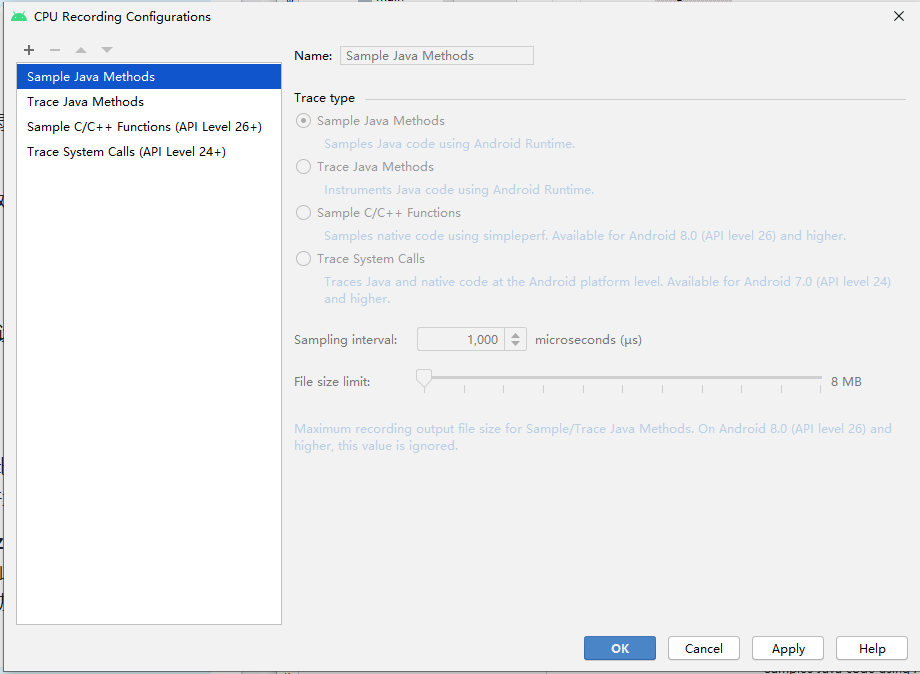 CPU Recording Configurations
Name: Sample Java Methods
Sample Java Methods
Trace Java Methods
Sample C/C++ Functions (API Level 26+)
Trace System Calls (API Level 24+)
Trace type
Sample Java Methods
Samples Java code using Android Runtime.
Trace Java Methods
Instruments Java code using Android Runtime.
Sample C/C++ Functions
Samples native code using simpleperf. Available for Android 8.0 (API level 26) and higher.
Trace System Calls
Traces Java and native code at the Android platform level. Available for Android 7.0 (API level 24)
and higher.
Sampling interval: 1,000 microseconds (µs)
File size limit: 8 MB
Maximum recording output file size for Sample/Trace Java Methods. On Android 8.0 (API level 26) and
higher, this value is ignored.
OK Cancel Apply Help